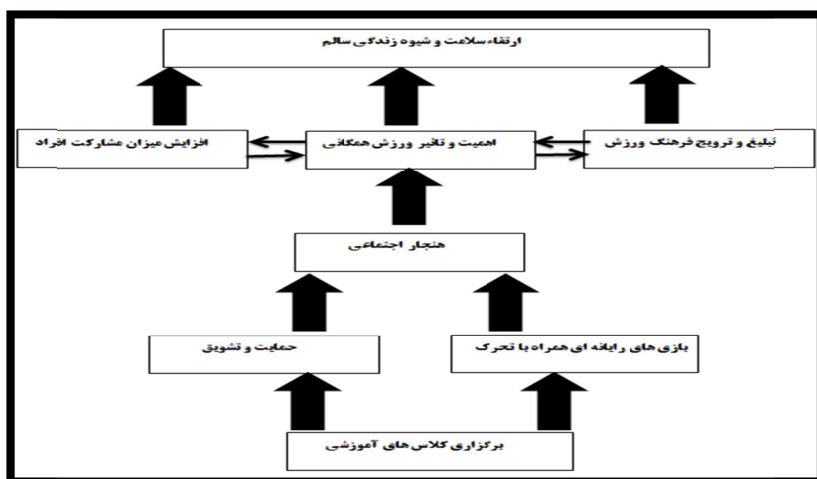 ارتقاء سلامت و شیوه زندگی سالم
تبلیغ و ترویج فرهنگ ورزش
اهمیت و تاثیر ورزش همگانی
افزایش میزان مشارکت افراد
هنجار اجتماعی
بازی های رایانه ای همراه با تحرک
حمایت و تشویق
برگزاری کلاس های آموزشی